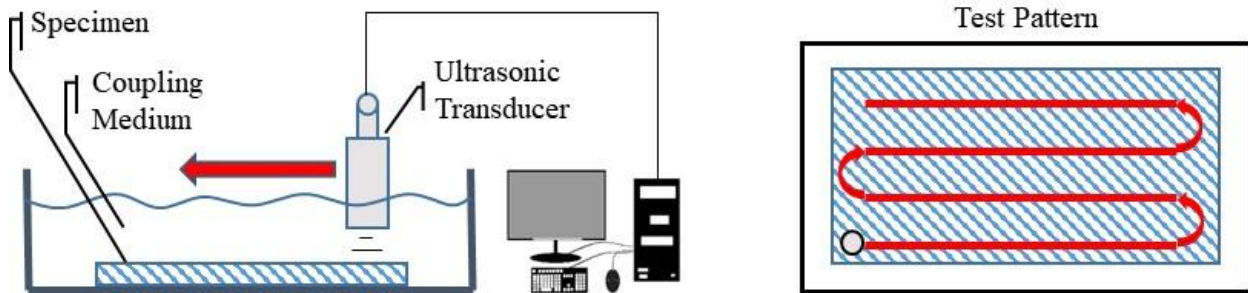 Specimen
Coupling
Medium
Ultrasonic
Transducer
Test Pattern